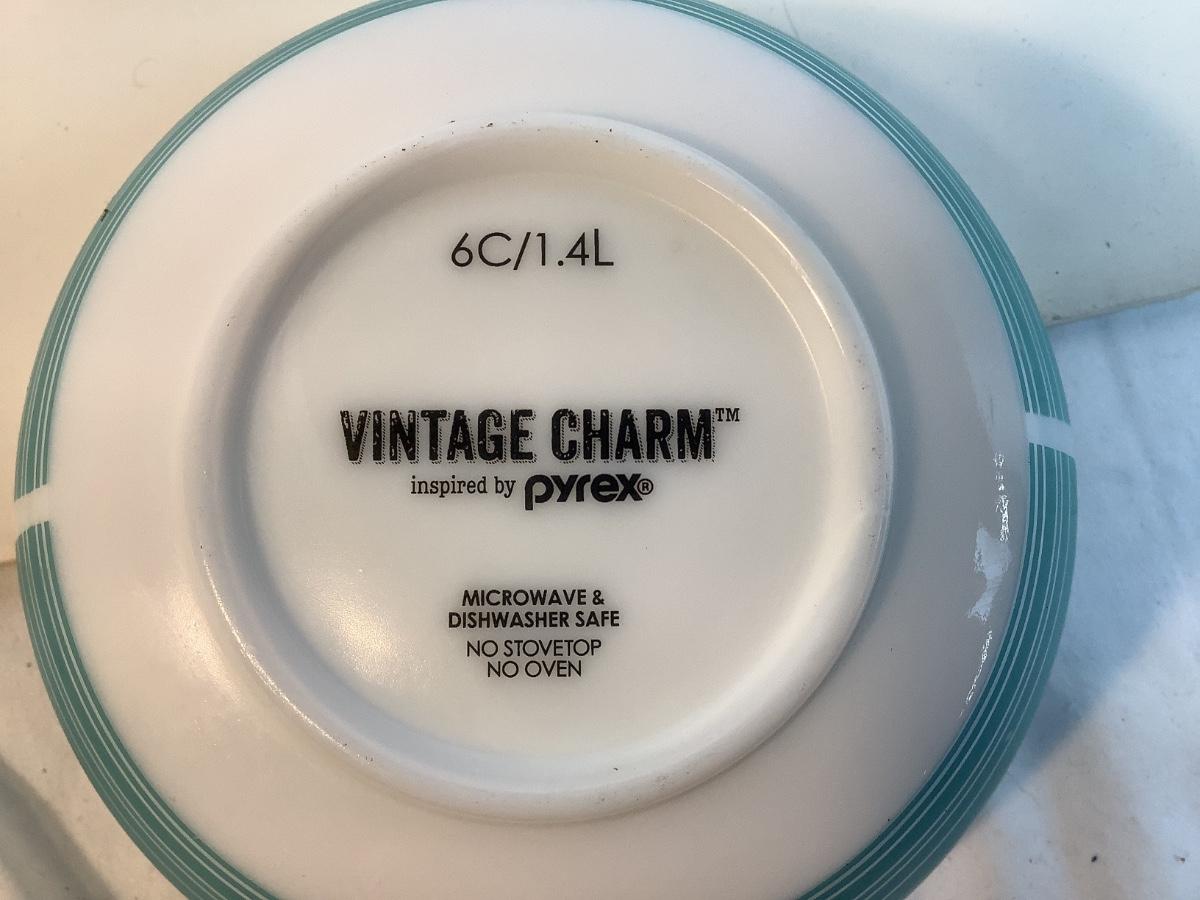 6C/1.4L
VINTAGE CHARM™
inspired by pyrex®
MICROWAVE &
DISHWASHER SAFE
NO STOVETOP
NO OVEN